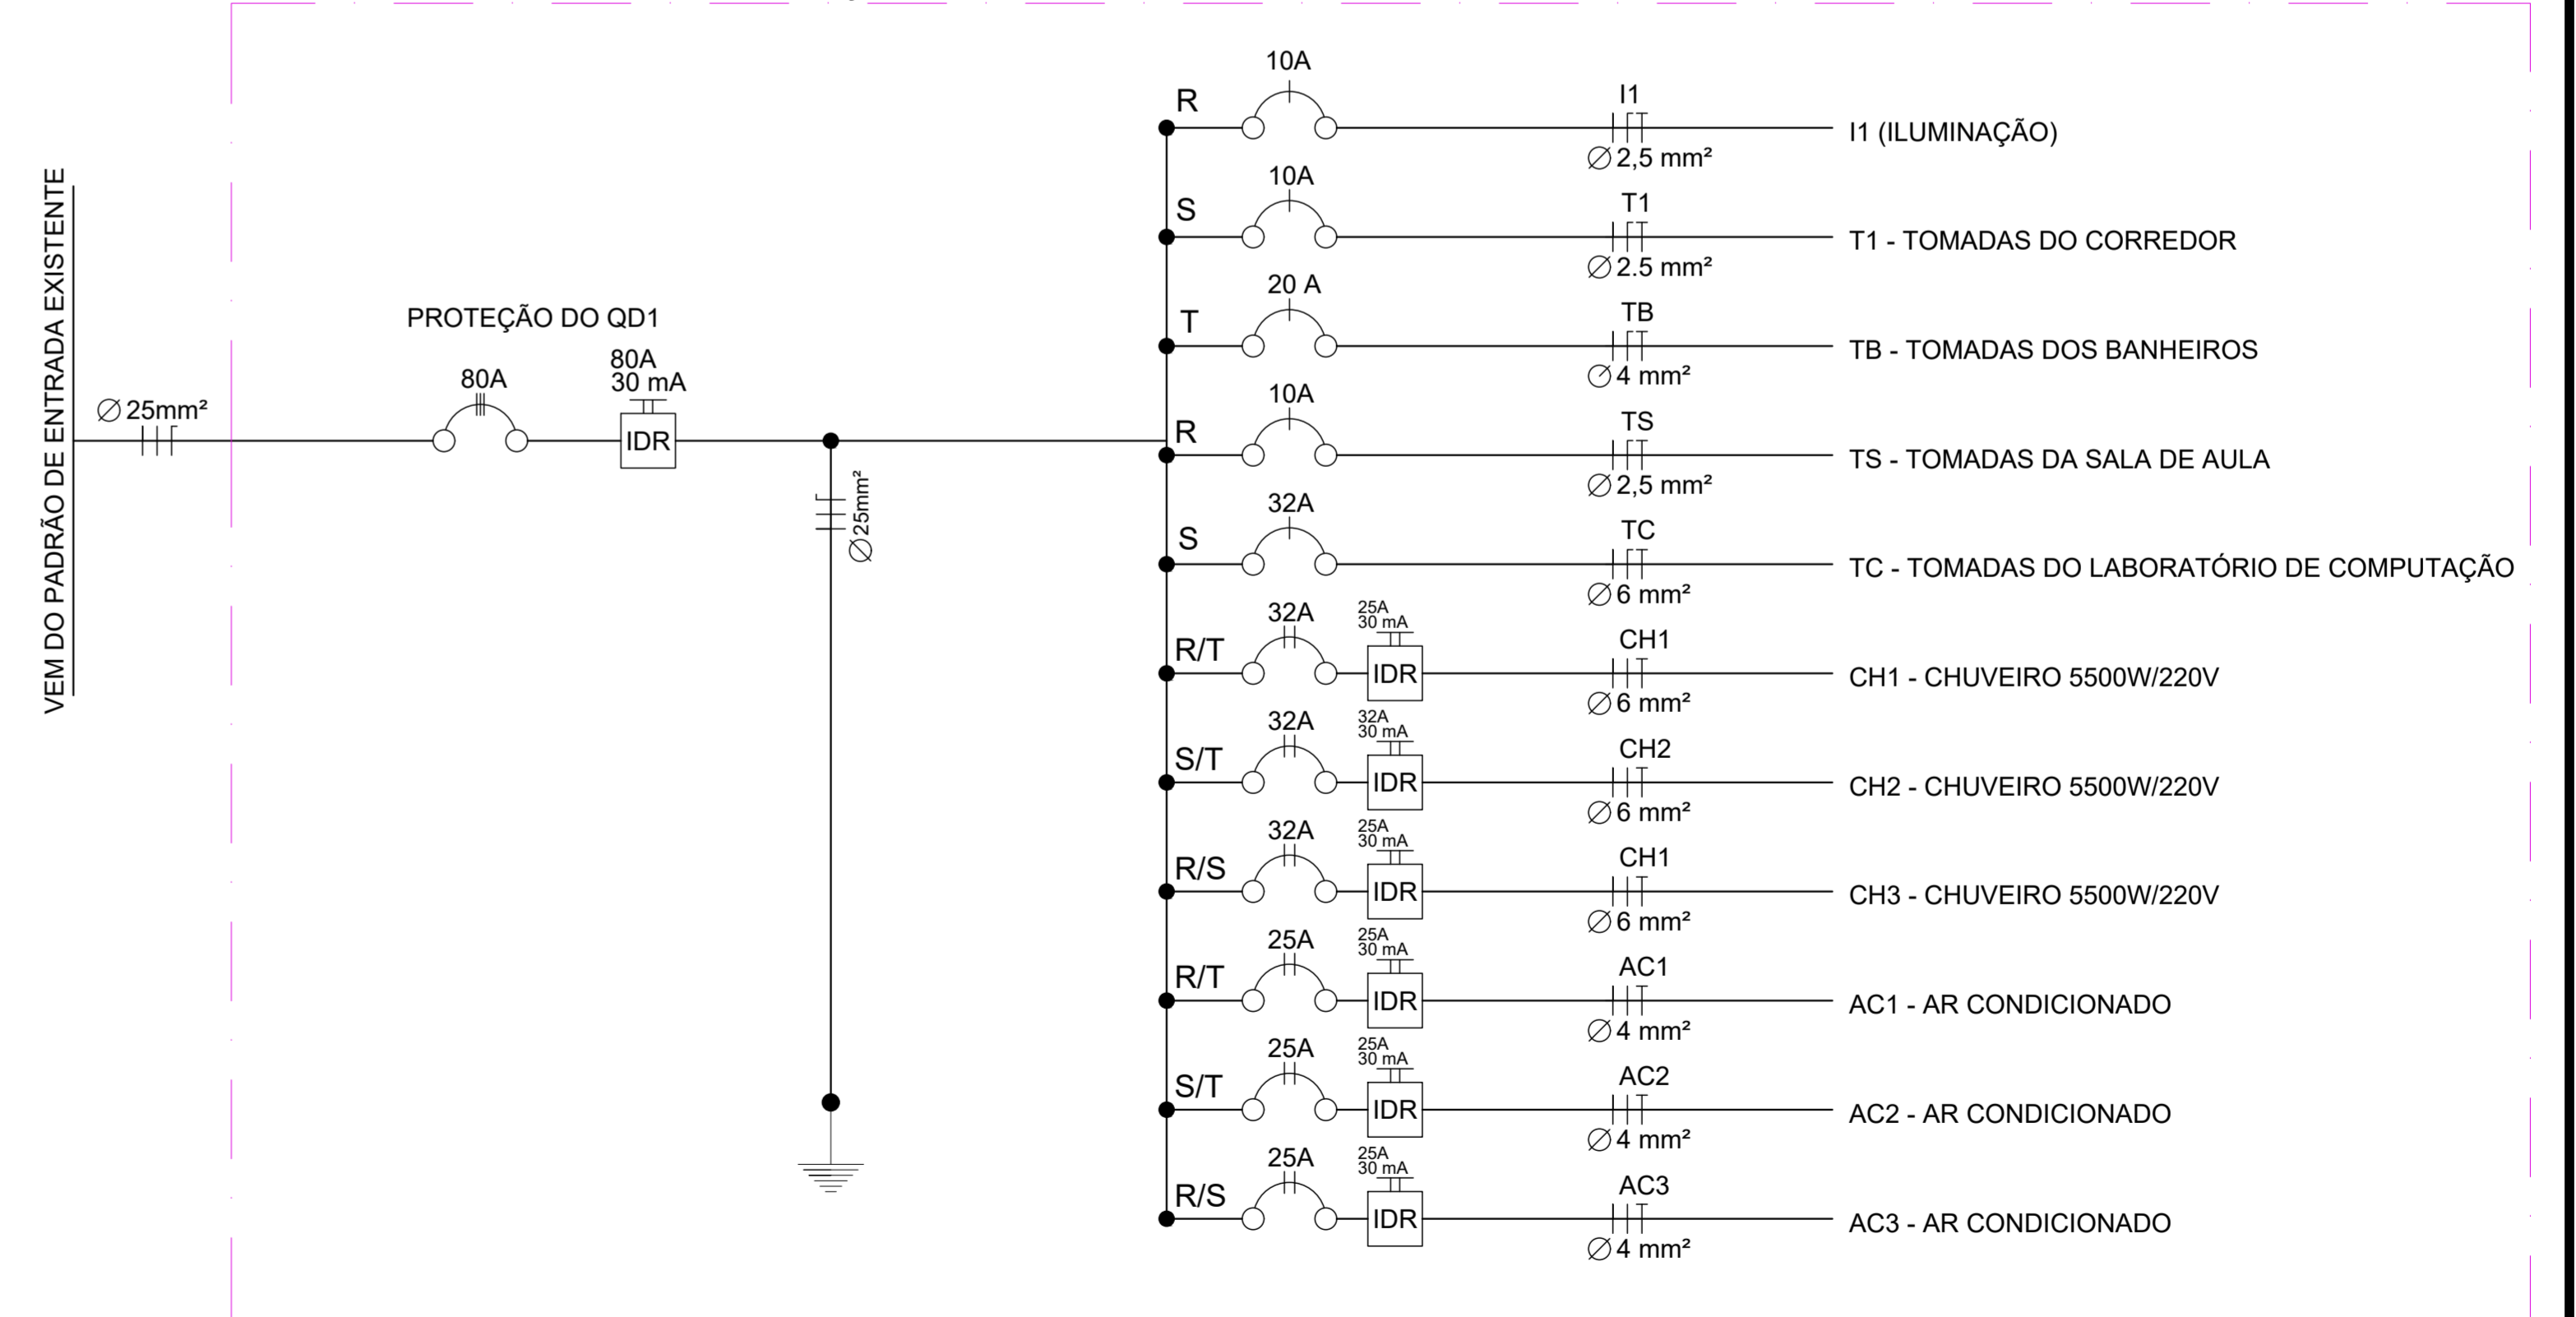 VEM DO PADRÃO DE ENTRADA EXISTENTE
∅ 25mm²
PROTEÇÃO DO QD1
80A
80A
30 mA
IDR
∅ 25mm²
10A
R
I1
∅ 2,5 mm²
I1 (ILUMINAÇÃO)
10A
S
T1
∅ 2.5 mm²
T1 - TOMADAS DO CORREDOR
20 A
T
TB
∅ 4 mm²
TB - TOMADAS DOS BANHEIROS
10A
R
TS
∅ 2,5 mm²
TS - TOMADAS DA SALA DE AULA
32A
S
TC
∅ 6 mm²
TC - TOMADAS DO LABORATÓRIO DE COMPUTAÇÃO
32A
R/T
25A
30 mA
IDR
CH1
∅ 6 mm²
CH1 - CHUVEIRO 5500W/220V
32A
S/T
32A
30 mA
IDR
CH2
∅ 6 mm²
CH2 - CHUVEIRO 5500W/220V
32A
R/S
25A
30 mA
IDR
CH1
∅ 6 mm²
CH3 - CHUVEIRO 5500W/220V
25A
R/T
25A
30 mA
IDR
AC1
∅ 4 mm²
AC1 - AR CONDICIONADO
25A
S/T
25A
30 mA
IDR
AC2
∅ 4 mm²
AC2 - AR CONDICIONADO
25A
R/S
25A
30 mA
IDR
AC3
∅ 4 mm²
AC3 - AR CONDICIONADO